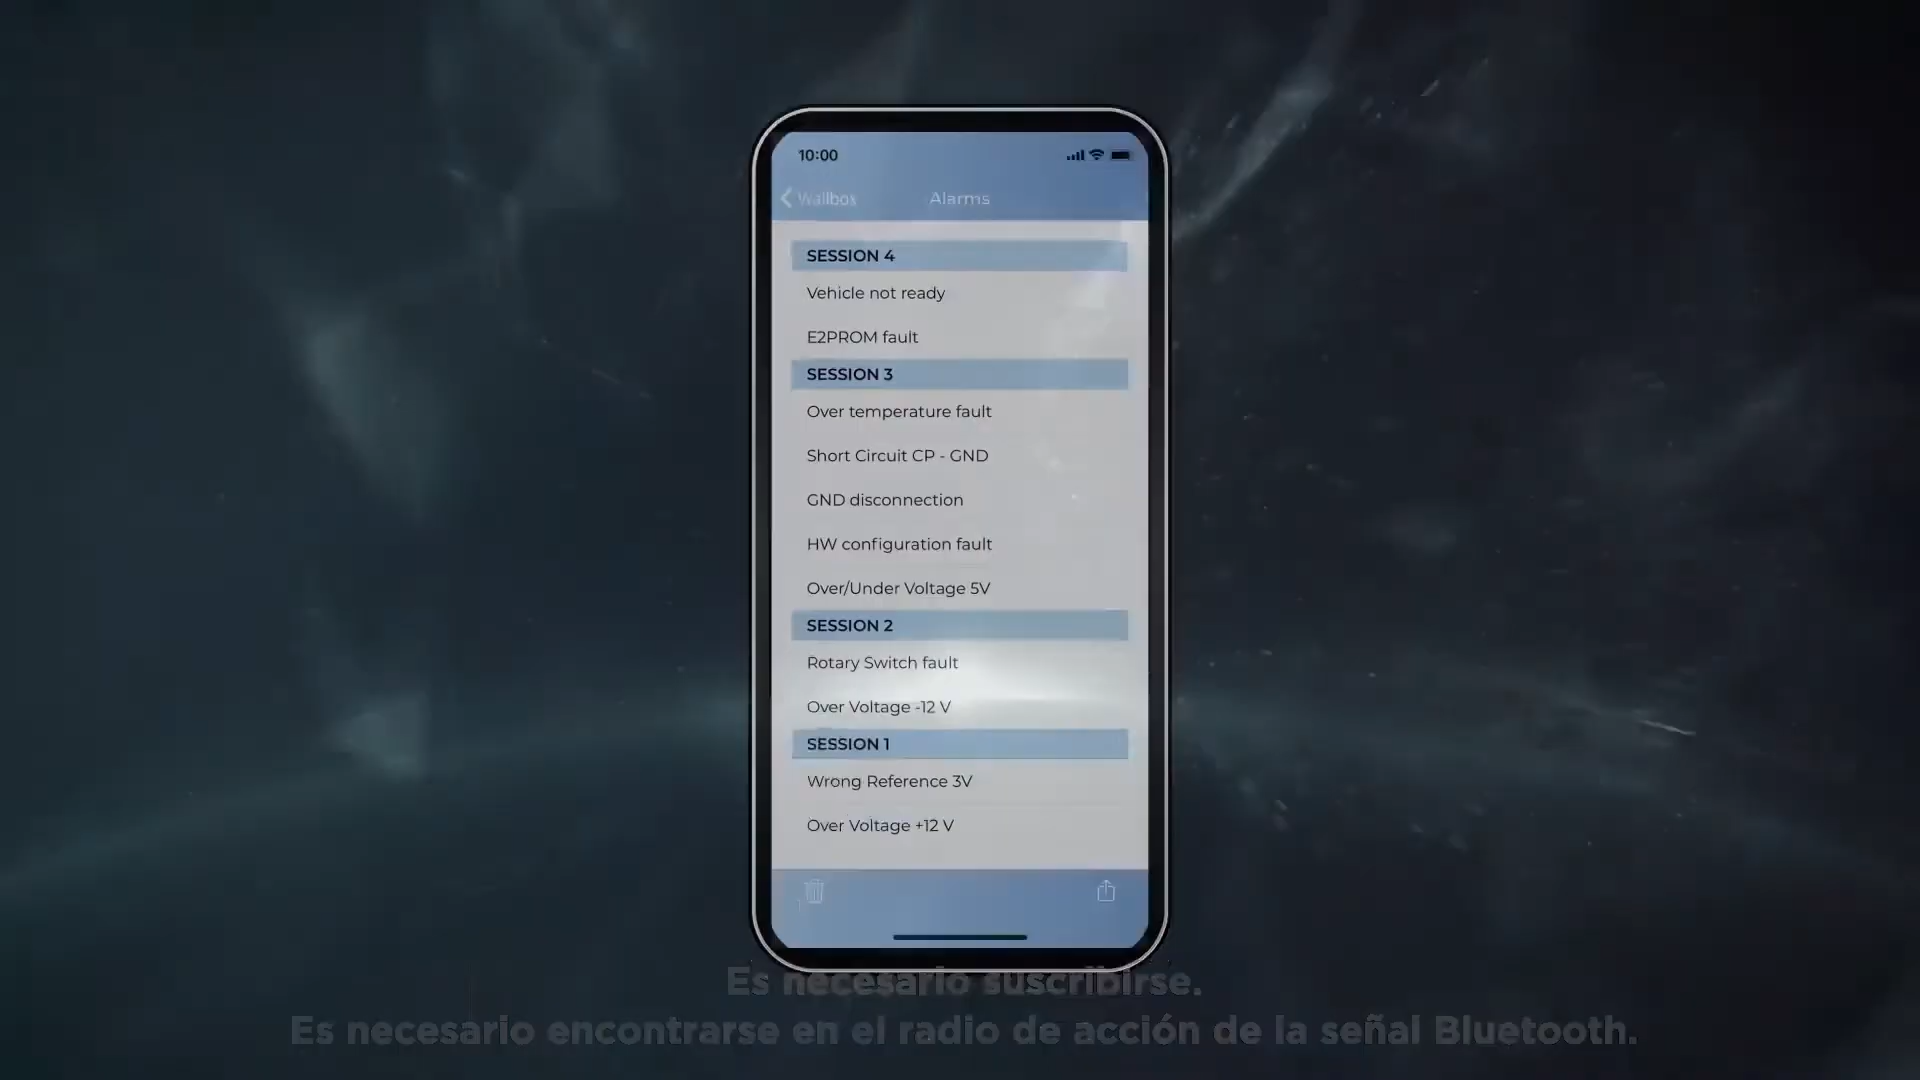 10:00
Wallbox
Alarms
SESSION 4
Vehicle not ready
E2PROM fault
SESSION 3
Over temperature fault
Short Circuit CP - GND
GND disconnection
HW configuration fault
Over/Under Voltage 5V
SESSION 2
Rotary Switch fault
Over Voltage -12 V
SESSION 1
Wrong Reference 3V
Over Voltage +12 V
Es necesario suscribirse.
Es necesario encontrarse en el radio de acción de la señal Bluetooth.